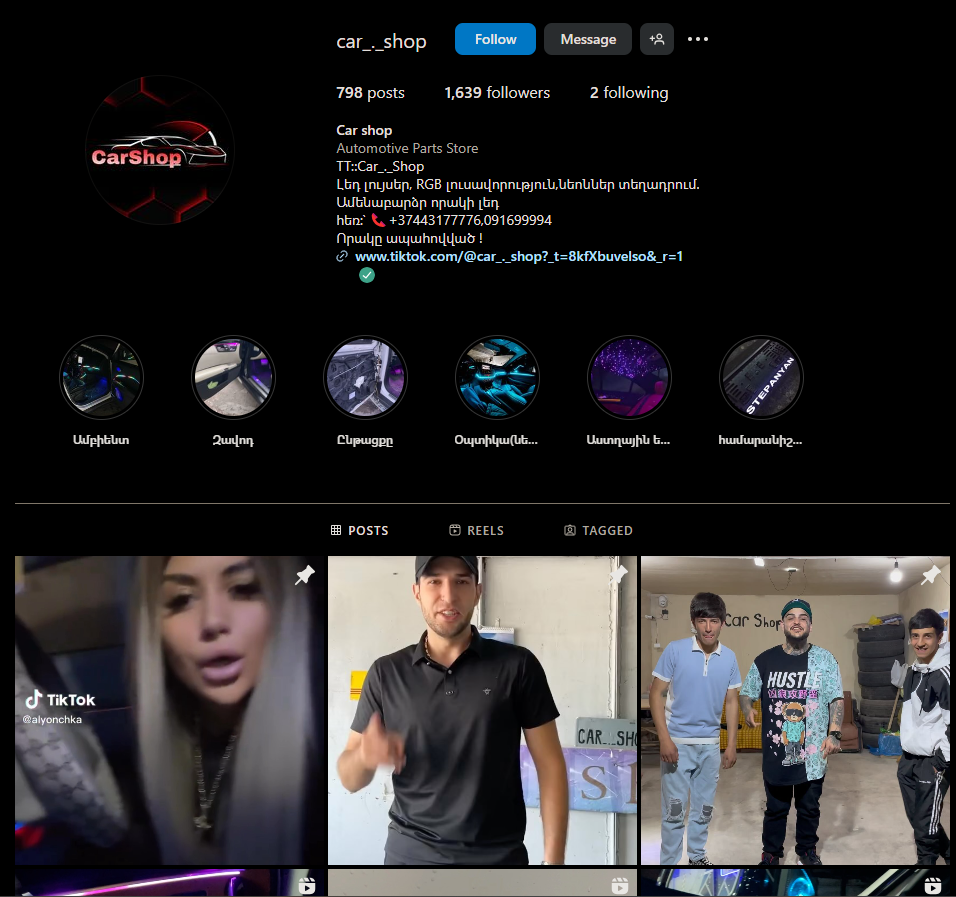 car_._shop Follow Message
798 posts 1,639 followers 2 following
Car shop
Automotive Parts Store
TT::Car_._Shop
Լեդ լույսեր, RGB լուսավորություն,նեոններ տեղադրում.
Ամենաբարձր որակի լեդ
հեռ:՝ 📞 +37443177776,091699994
Որակը ապահովված !
www.tiktok.com/@car_._shop?_t=8kfXbuvelso&_r=1
CarShop
STEPANYAN
Ամբիենտ Զավոդ Ընթացքը Օպտիկա(նե... Աստղային ե... համարանիշ...
POSTS REELS TAGGED
Car Shop
HUSTLE
TikTok
@alyonchka
CAR_._SHO